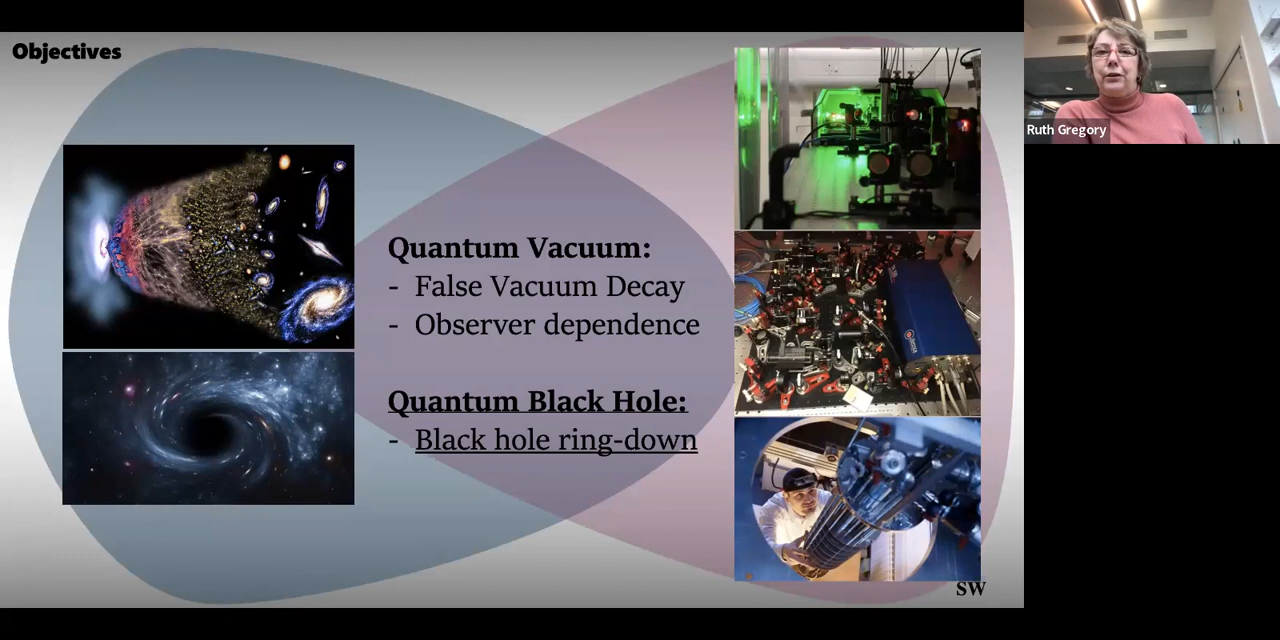 Objectives
Quantum Vacuum:
- False Vacuum Decay
- Observer dependence
Quantum Black Hole:
- Black hole ring-down
SW
Ruth Gregory